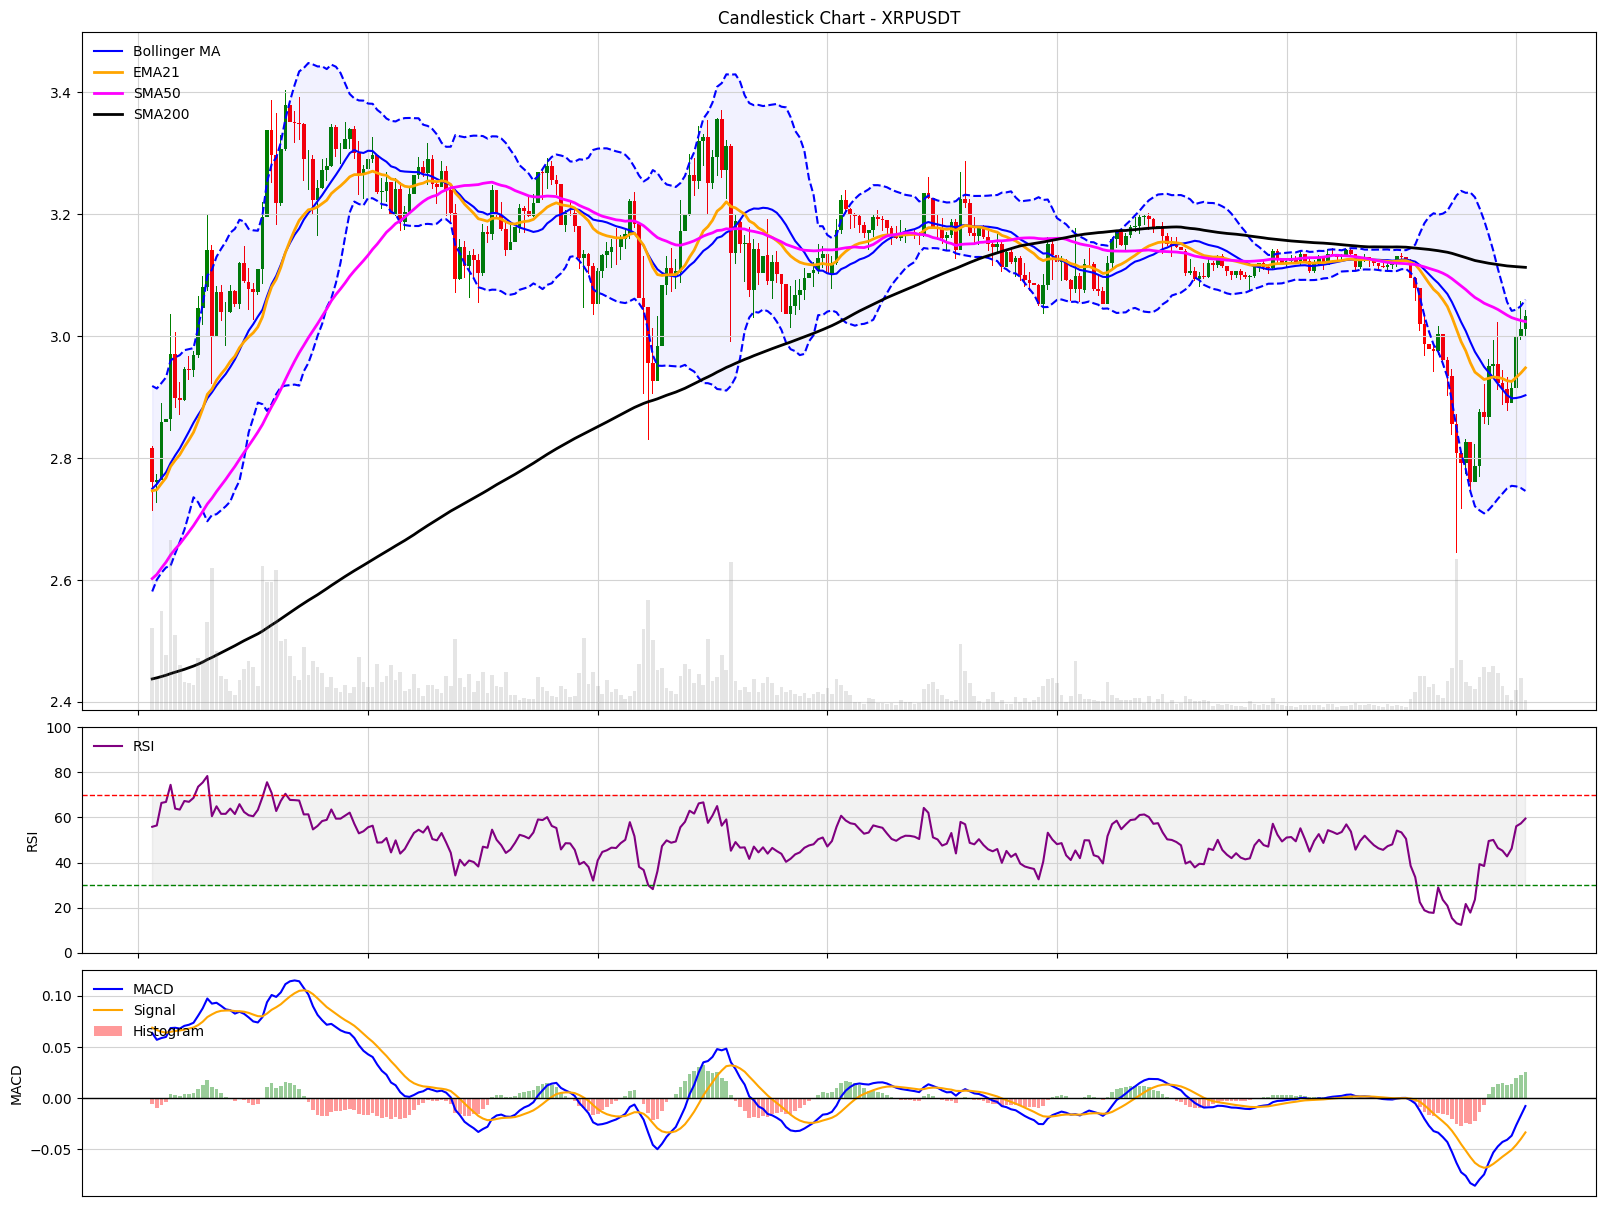 Candlestick Chart - XRPUSDT
Bollinger MA
EMA21
SMA50
SMA200
3.4
3.2
3.0
2.8
2.6
2.4
RSI
100
80
60
40
20
0
RSI
MACD
Signal
Histogram
0.10
0.05
0.00
−0.05
MACD